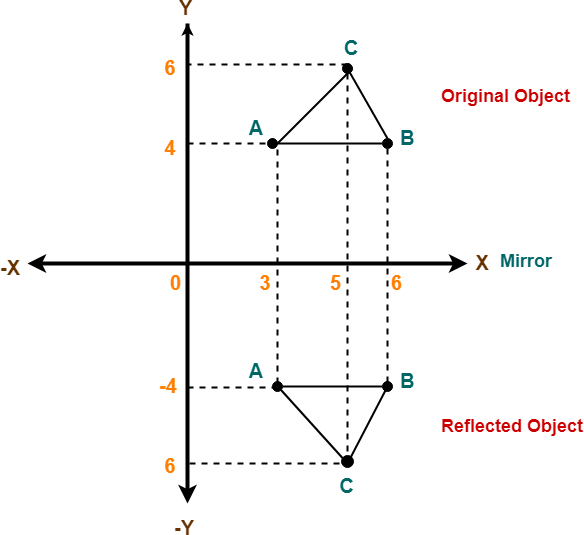 Y
C
6
Original Object
A
B
4
-X
X Mirror
0 3 5 6
A
B
-4
Reflected Object
6
C
-Y